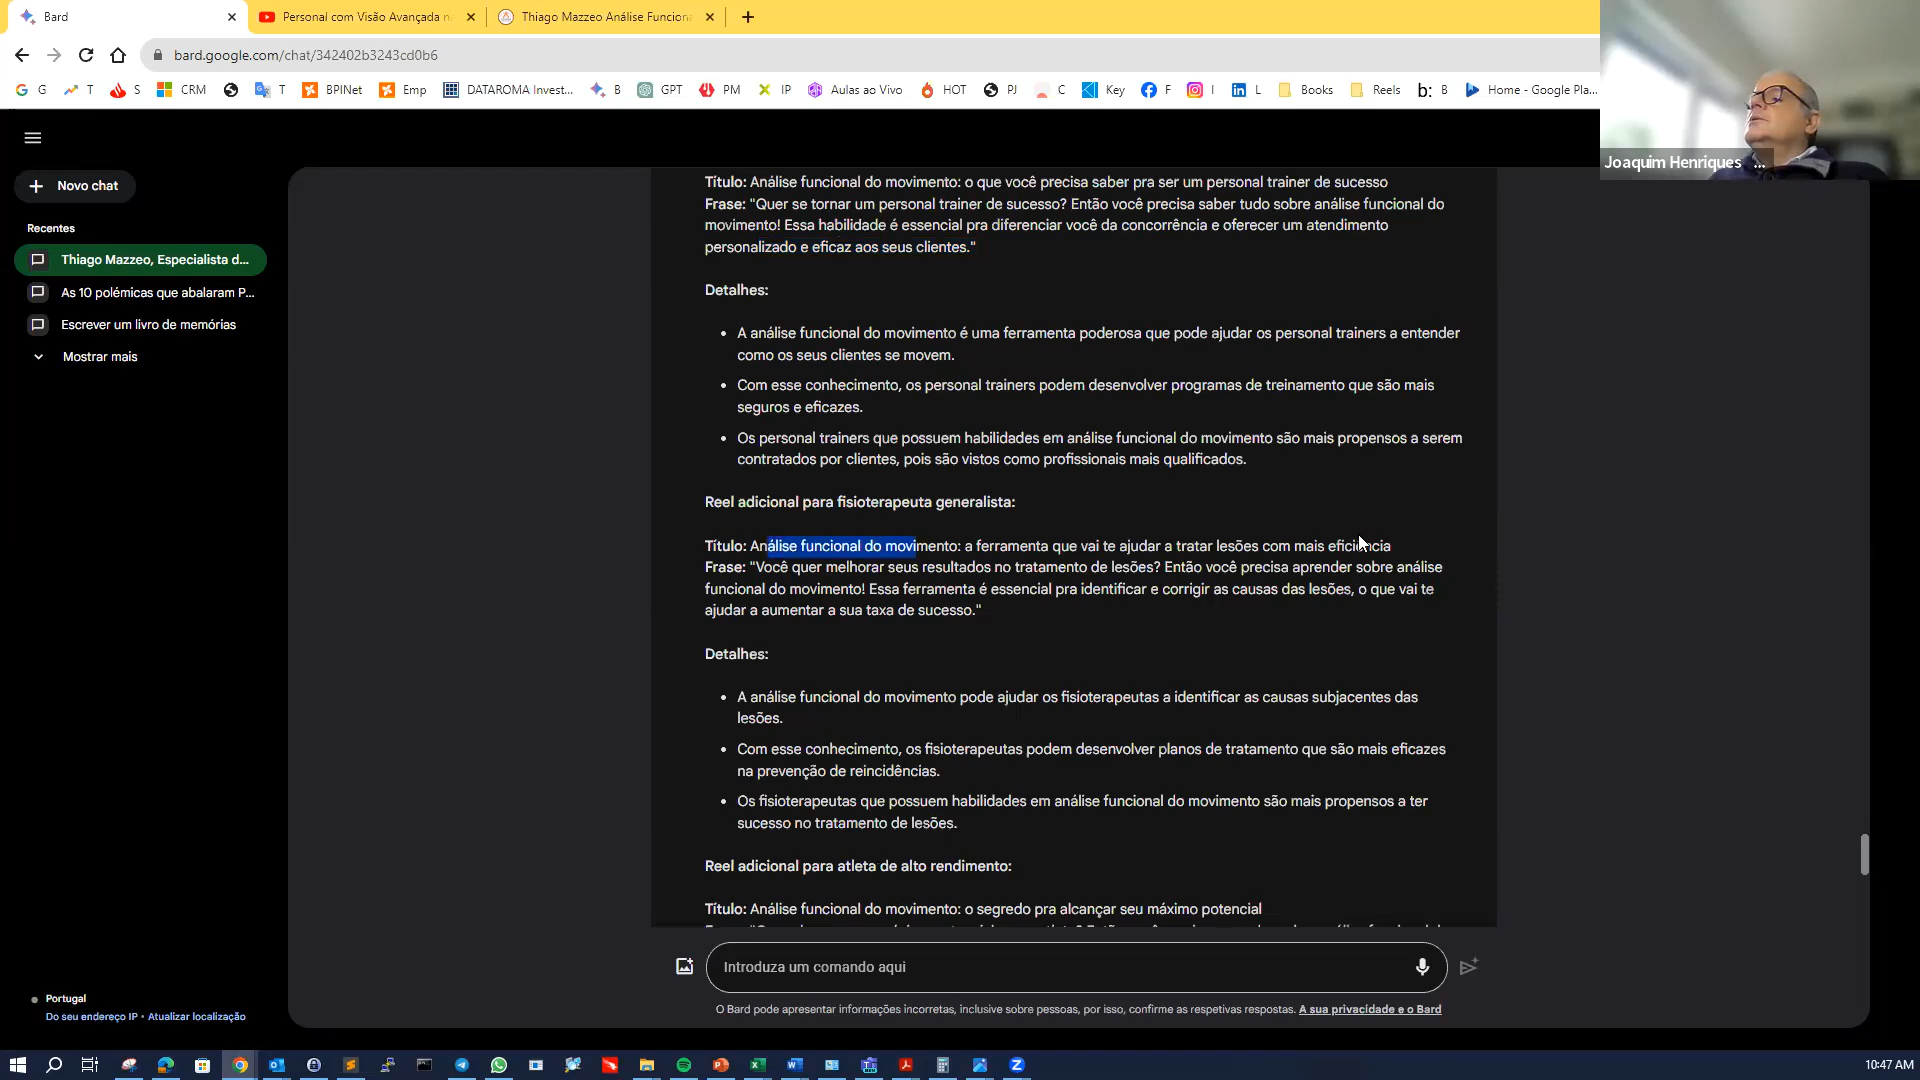 Bard
Personal com Visão Avançada n
Thiago Mazzeo Análise Funciona
bard.google.com/chat/342402b3243cd0b6
G
T
S
CRM
T
BPINet
Emp
DATAROMA Invest...
B
GPT
PM
IP
Aulas ao Vivo
HOT
PJ
C
Key
F
I
L
Books
Reels
b:
B
Home - Google Pla...
Joaquim Henriques ...
Novo chat
Recentes
Thiago Mazzeo, Especialista d...
As 10 polémicas que abalaram P...
Escrever um livro de memórias
Mostrar mais
Título: Análise funcional do movimento: o que você precisa saber pra ser um personal trainer de sucesso
Frase: "Quer se tornar um personal trainer de sucesso? Então você precisa saber tudo sobre análise funcional do
movimento! Essa habilidade é essencial pra diferenciar você da concorrência e oferecer um atendimento
personalizado e eficaz aos seus clientes."
Detalhes:
• A análise funcional do movimento é uma ferramenta poderosa que pode ajudar os personal trainers a entender
como os seus clientes se movem.
• Com esse conhecimento, os personal trainers podem desenvolver programas de treinamento que são mais
seguros e eficazes.
• Os personal trainers que possuem habilidades em análise funcional do movimento são mais propensos a serem
contratados por clientes, pois são vistos como profissionais mais qualificados.
Reel adicional para fisioterapeuta generalista:
Título: Análise funcional do movimento: a ferramenta que vai te ajudar a tratar lesões com mais eficiência
Frase: "Você quer melhorar seus resultados no tratamento de lesões? Então você precisa aprender sobre análise
funcional do movimento! Essa ferramenta é essencial pra identificar e corrigir as causas das lesões, o que vai te
ajudar a aumentar a sua taxa de sucesso."
Detalhes:
• A análise funcional do movimento pode ajudar os fisioterapeutas a identificar as causas subjacentes das
lesões.
• Com esse conhecimento, os fisioterapeutas podem desenvolver planos de tratamento que são mais eficazes
na prevenção de reincidências.
• Os fisioterapeutas que possuem habilidades em análise funcional do movimento são mais propensos a ter
sucesso no tratamento de lesões.
Reel adicional para atleta de alto rendimento:
Título: Análise funcional do movimento: o segredo pra alcançar seu máximo potencial
Introduza um comando aqui
O Bard pode apresentar informações incorretas, inclusive sobre pessoas, por isso, confirme as respetivas respostas. A sua privacidade e o Bard
Portugal
Do seu endereço IP • Atualizar localização
10:47 AM